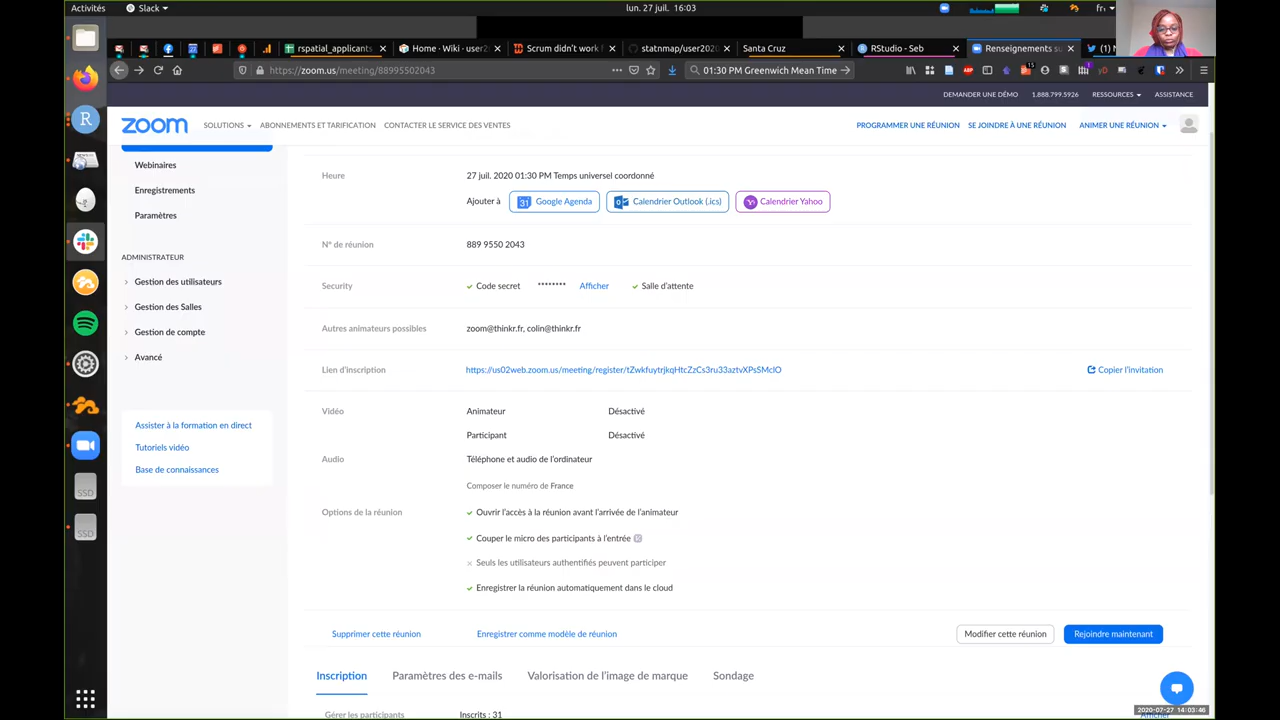 Activités
Slack
lun. 27 juil. 16:03
fr
rspatial_applicants
Home · Wiki · user2
Scrum didn't work
statnmap/user202
Santa Cruz
RStudio - Seb
Renseignements su
(1) N
https://zoom.us/meeting/88995502043
01:30 PM Greenwich Mean Time
15
DEMANDER UNE DÉMO
1.888.799.5926
RESSOURCES
ASSISTANCE
zoom
SOLUTIONS
ABONNEMENTS ET TARIFICATION
CONTACTER LE SERVICE DES VENTES
PROGRAMMER UNE RÉUNION
SE JOINDRE À UNE RÉUNION
ANIMER UNE RÉUNION
Webinaires
Enregistrements
Paramètres
ADMINISTRATEUR
Gestion des utilisateurs
Gestion des Salles
Gestion de compte
Avancé
Assister à la formation en direct
Tutoriels vidéo
Base de connaissances
Heure
27 juil. 2020 01:30 PM Temps universel coordonné
Ajouter à
31 Google Agenda
Calendrier Outlook (.ics)
Calendrier Yahoo
N° de réunion
889 9550 2043
Security
Code secret
******** Afficher
Salle d'attente
Autres animateurs possibles
zoom@thinkr.fr, colin@thinkr.fr
Lien d'inscription
https://us02web.zoom.us/meeting/register/tZwkfuytrjkqHtcZzCs3ru33aztvXPsSMclO
Copier l'invitation
Vidéo
Animateur
Désactivé
Participant
Désactivé
Audio
Téléphone et audio de l'ordinateur
Composer le numéro de France
Options de la réunion
Ouvrir l'accès à la réunion avant l'arrivée de l'animateur
Couper le micro des participants à l'entrée
Seuls les utilisateurs authentifiés peuvent participer
Enregistrer la réunion automatiquement dans le cloud
Supprimer cette réunion
Enregistrer comme modèle de réunion
Modifier cette réunion
Rejoindre maintenant
Inscription
Paramètres des e-mails
Valorisation de l'image de marque
Sondage
Gérer les participants
Inscrits : 31
Afficher
R
SSD
SSD
2020-07-27 14:03:46